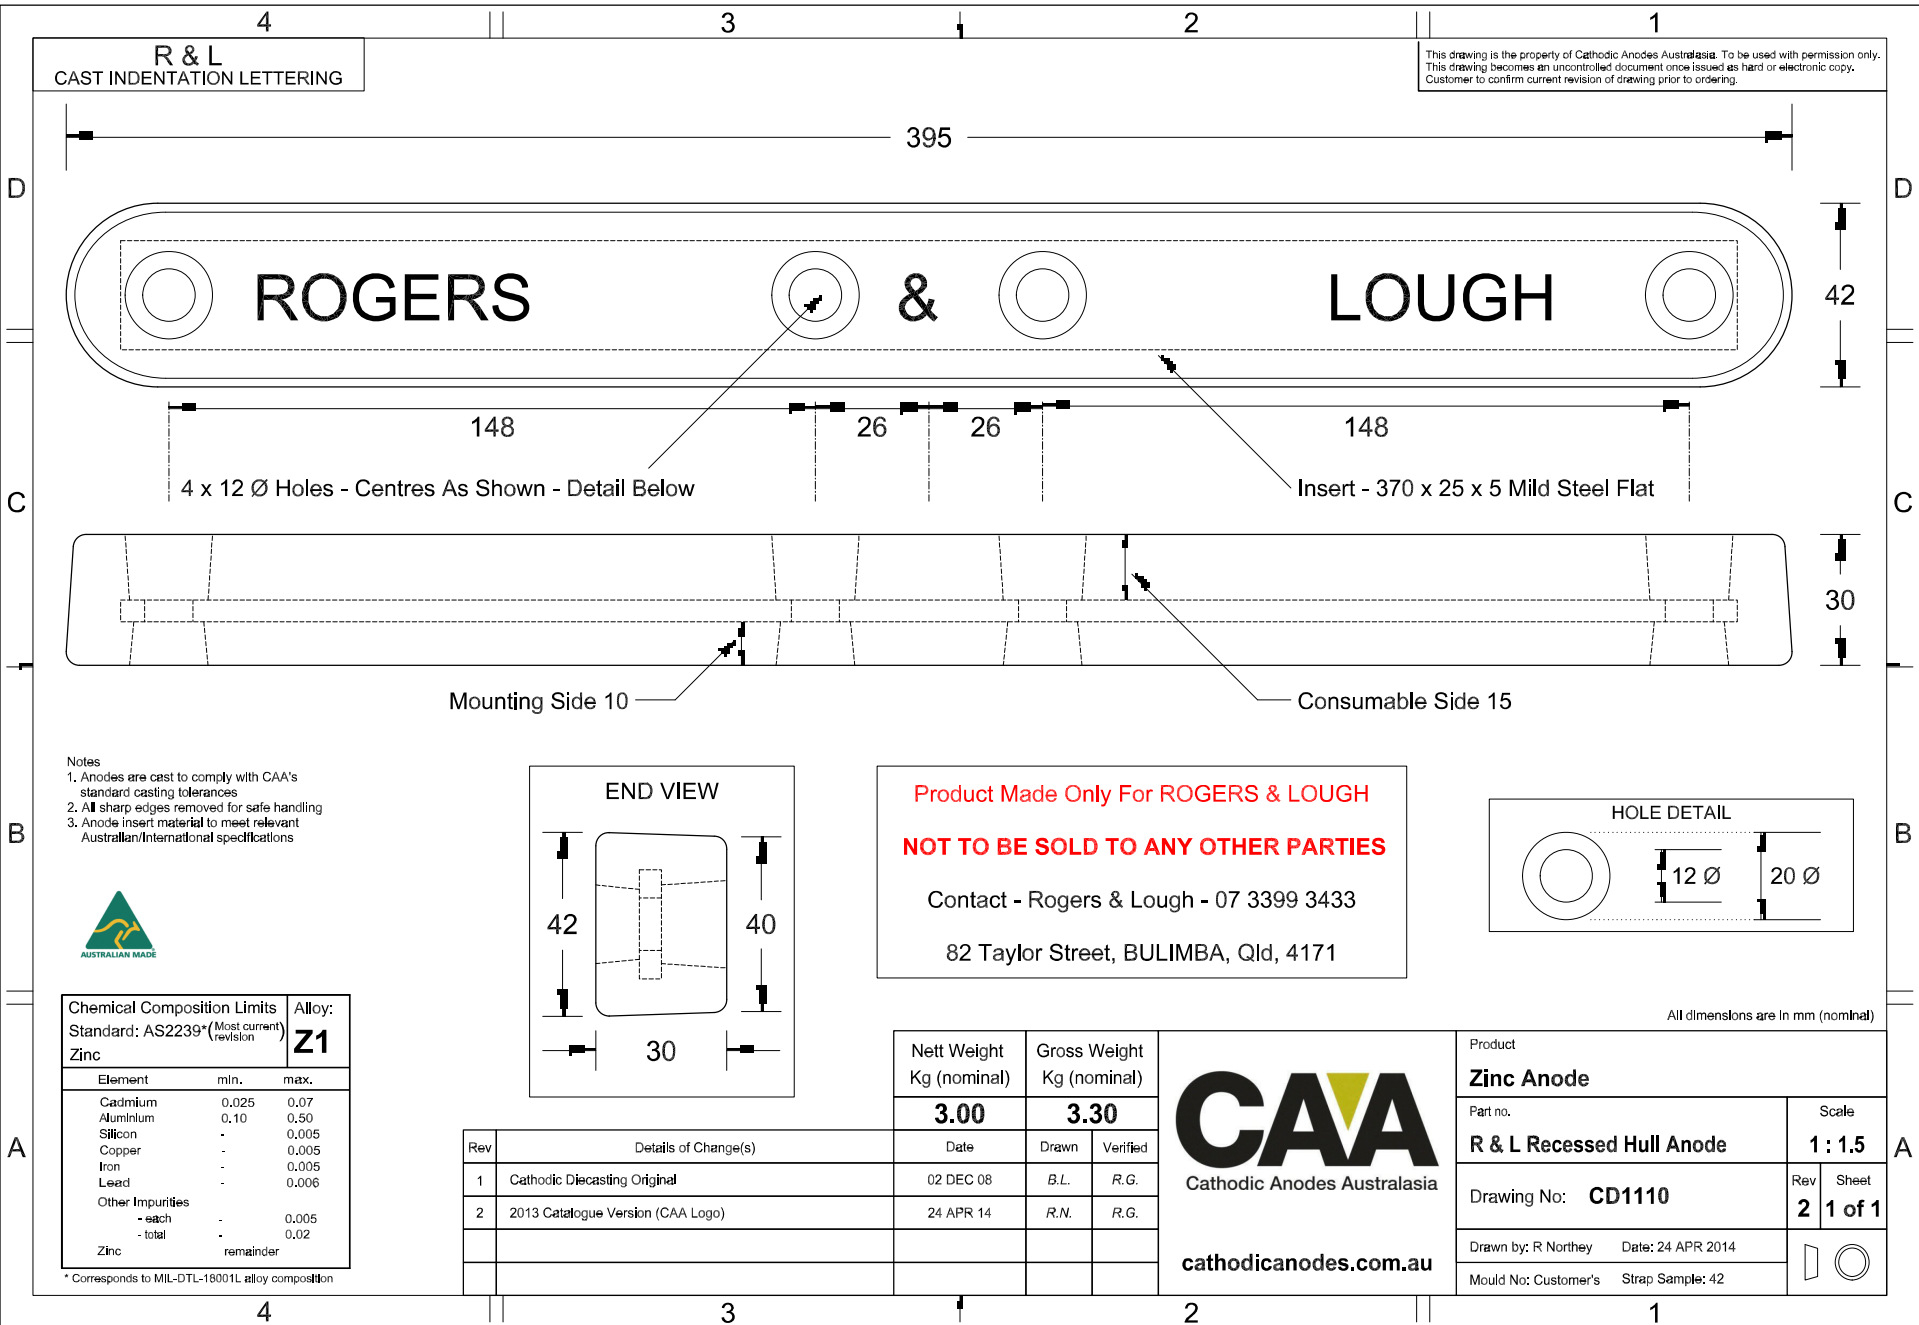 4 3 2 1
R & L
CAST INDENTATION LETTERING
This drawing is the property of Cathodic Anodes Australasia. To be used with permission only.
This drawing becomes an uncontrolled document once issued as hard or electronic copy.
Customer to confirm current revision of drawing prior to ordering.
395
D D
ROGERS & LOUGH
42
148 26 26 148
4 x 12 Ø Holes - Centres As Shown - Detail Below
Insert - 370 x 25 x 5 Mild Steel Flat
C C
30
Mounting Side 10
Consumable Side 15
Notes
1. Anodes are cast to comply with CAA's
standard casting tolerances
2. All sharp edges removed for safe handling
3. Anode insert material to meet relevant
Australian/International specifications
B B
END VIEW
42
40
30
Product Made Only For ROGERS & LOUGH
NOT TO BE SOLD TO ANY OTHER PARTIES
Contact - Rogers & Lough - 07 3399 3433
82 Taylor Street, BULIMBA, Qld, 4171
HOLE DETAIL
12 Ø 20 Ø
AUSTRALIAN MADE
All dimensions are in mm (nominal)
Chemical Composition Limits Alloy:
Standard: AS2239* (Most current revision) Z1
Zinc
Element min. max.
Cadmium 0.025 0.07
Aluminium 0.10 0.50
Silicon - 0.005
Copper - 0.005
Iron - 0.005
Lead - 0.006
Other Impurities
- each - 0.005
- total - 0.02
Zinc remainder
* Corresponds to MIL-DTL-18001L alloy composition
A A
Nett Weight Gross Weight
Kg (nominal) Kg (nominal)
3.00 3.30
Rev Details of Change(s) Date Drawn Verified
1 Cathodic Diecasting Original 02 DEC 08 B.L. R.G.
2 2013 Catalogue Version (CAA Logo) 24 APR 14 R.N. R.G.
CAA
Cathodic Anodes Australasia
cathodicanodes.com.au
Product
Zinc Anode
Part no. Scale
R & L Recessed Hull Anode 1 : 1.5
Drawing No: CD1110
Rev Sheet
2 1 of 1
Drawn by: R Northey Date: 24 APR 2014
Mould No: Customer's Strap Sample: 42
4 3 2 1